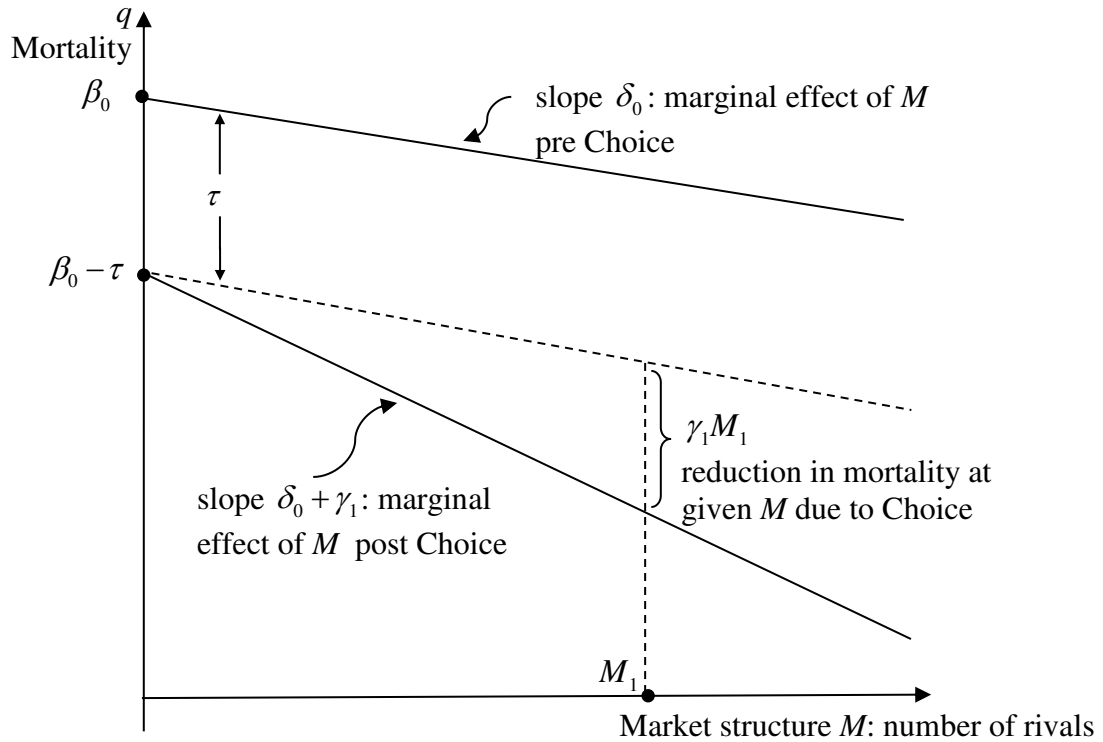 q
Mortality
β₀
slope δ₀: marginal effect of M
pre Choice
τ
β₀ − τ
γ₁M₁
reduction in mortality at
given M due to Choice
slope δ₀ + γ₁: marginal
effect of M post Choice
M₁
Market structure M: number of rivals